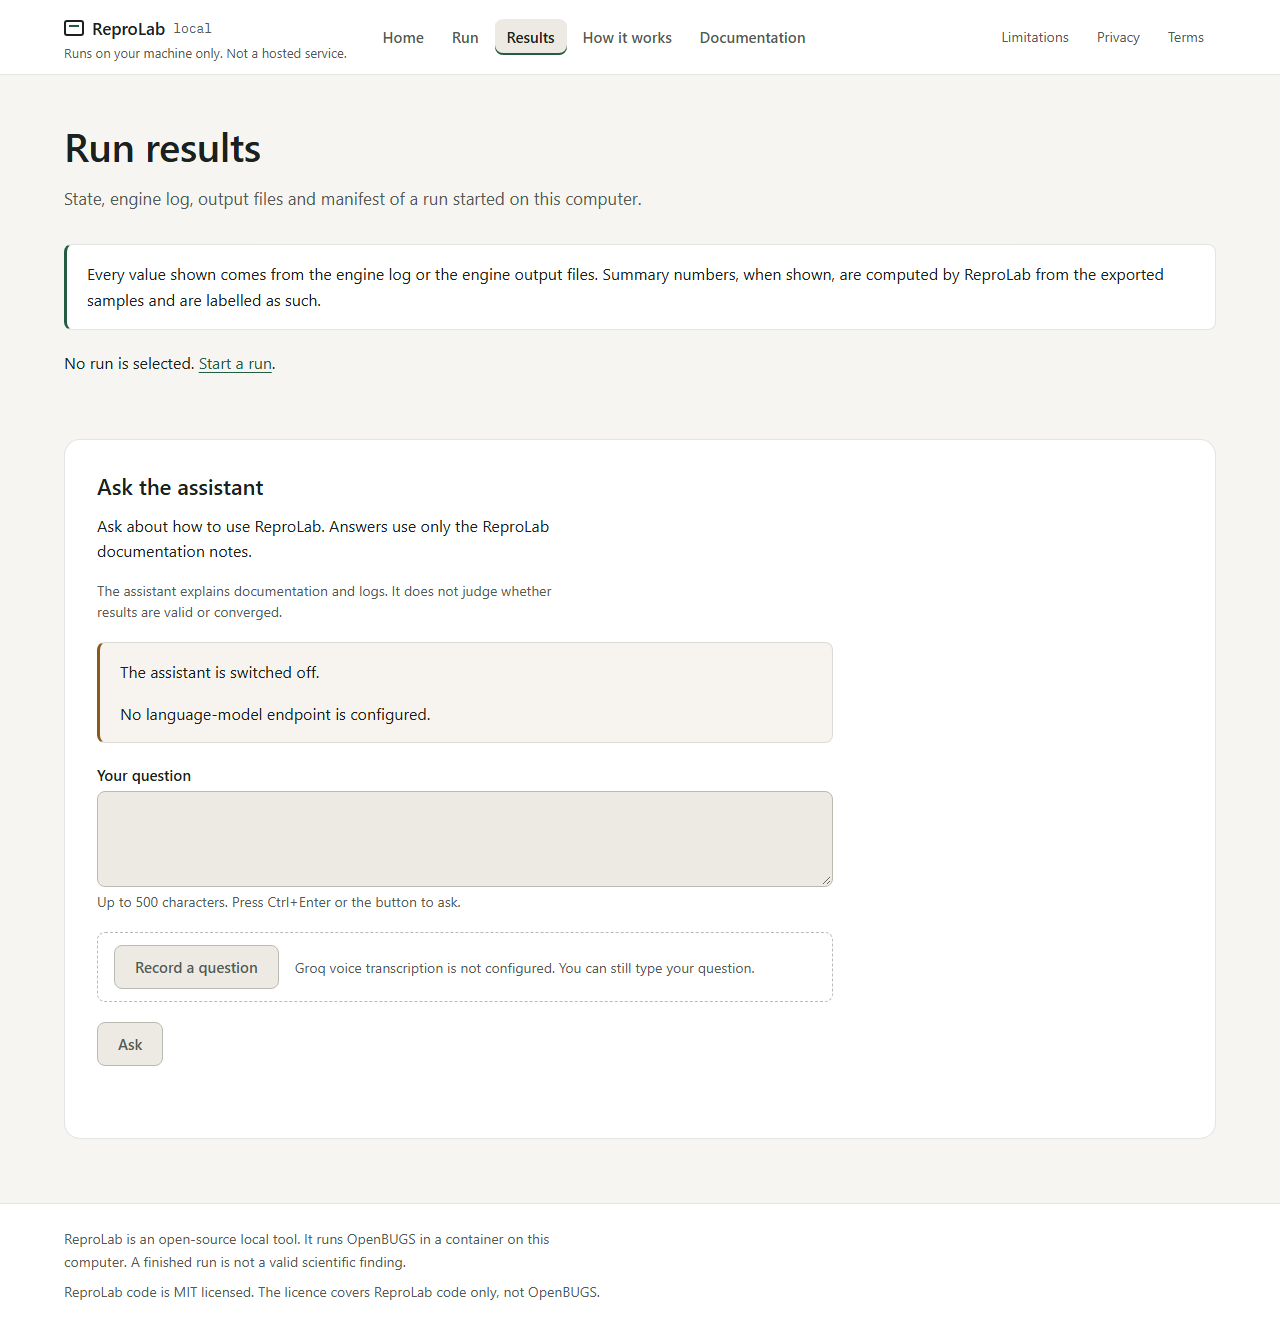 ReproLab local
Runs on your machine only. Not a hosted service.
Home
Run
Results
How it works
Documentation
Limitations
Privacy
Terms
Run results
State, engine log, output files and manifest of a run started on this computer.
Every value shown comes from the engine log or the engine output files. Summary numbers, when shown, are computed by ReproLab from the exported
samples and are labelled as such.
No run is selected. Start a run.
Ask the assistant
Ask about how to use ReproLab. Answers use only the ReproLab
documentation notes.
The assistant explains documentation and logs. It does not judge whether
results are valid or converged.
The assistant is switched off.
No language-model endpoint is configured.
Your question
Up to 500 characters. Press Ctrl+Enter or the button to ask.
Record a question
Groq voice transcription is not configured. You can still type your question.
Ask
ReproLab is an open-source local tool. It runs OpenBUGS in a container on this
computer. A finished run is not a valid scientific finding.
ReproLab code is MIT licensed. The licence covers ReproLab code only, not OpenBUGS.